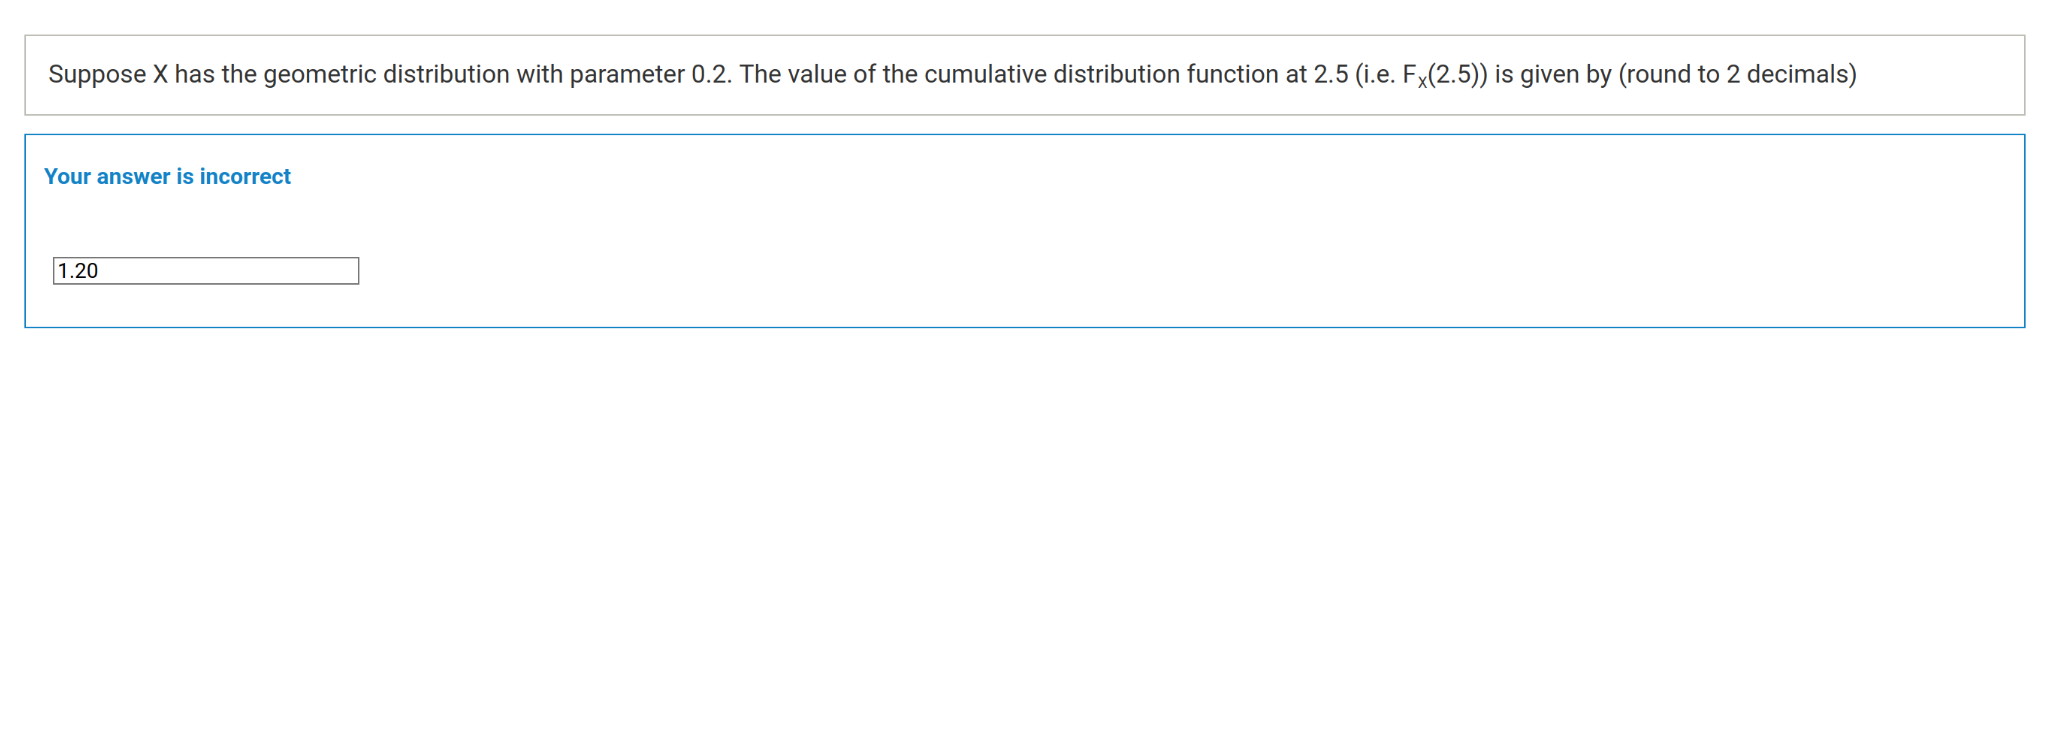 Suppose X has the geometric distribution with parameter 0.2. The value of the cumulative distribution function at 2.5 (i.e. Fₓ(2.5)) is given by (round to 2 decimals)
Your answer is incorrect
1.20